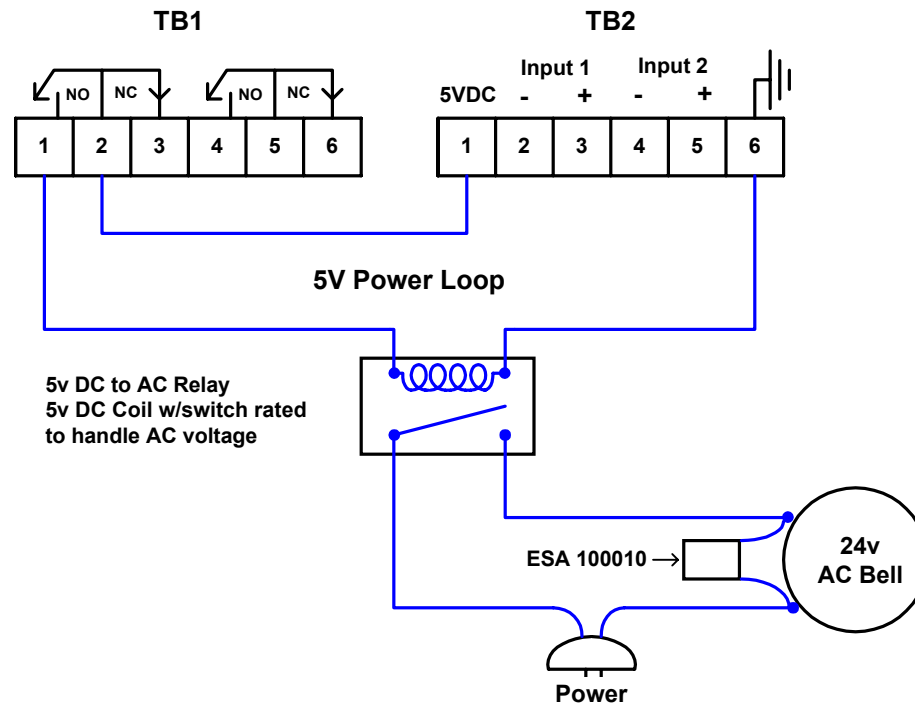 TB1
TB2
NO NC NO NC
5VDC
Input 1
- +
Input 2
- +
1 2 3 4 5 6
1 2 3 4 5 6
5V Power Loop
5v DC to AC Relay
5v DC Coil w/switch rated
to handle AC voltage
ESA 100010
24v
AC Bell
Power